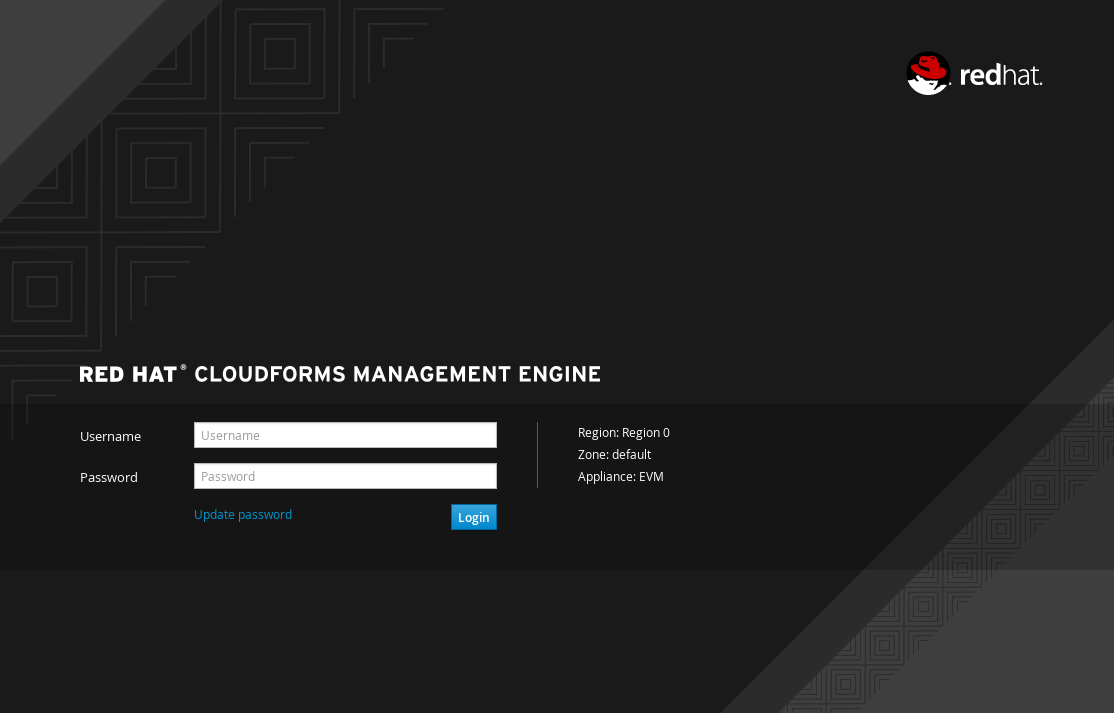 redhat.
RED HAT® CLOUDFORMS MANAGEMENT ENGINE
Username
Username
Password
Password
Update password
Login
Region: Region 0
Zone: default
Appliance: EVM